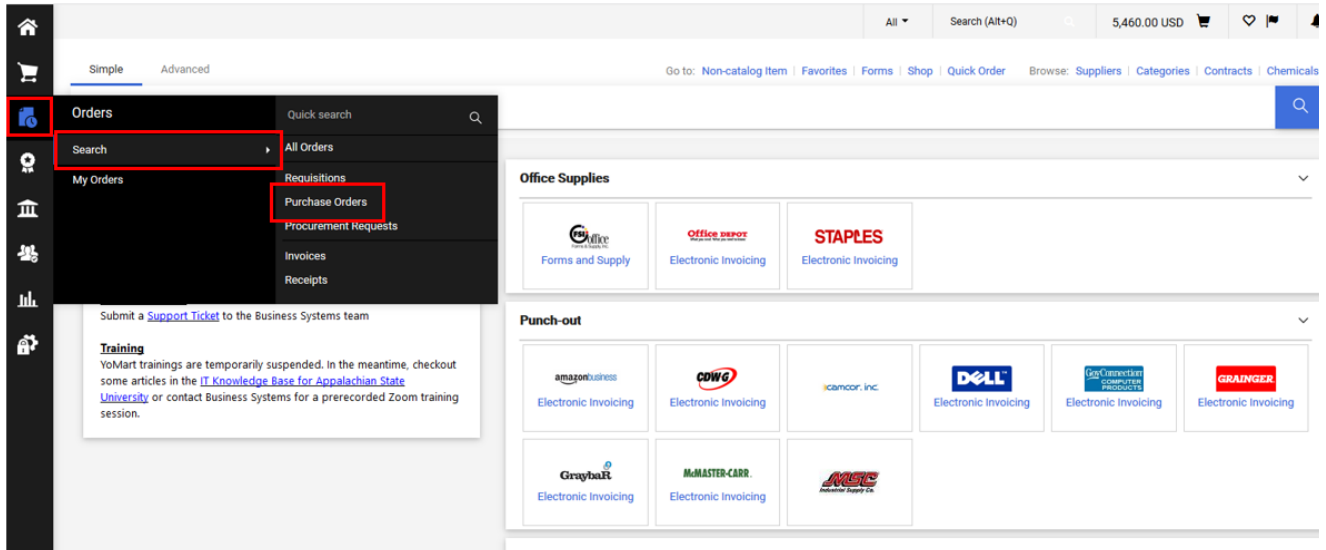 All
Search (Alt+Q)
5,460.00 USD
Simple
Advanced
Go to: Non-catalog Item | Favorites | Forms | Shop | Quick Order
Browse: Suppliers | Categories | Contracts | Chemicals
Orders
Quick search
Search
All Orders
My Orders
Requisitions
Purchase Orders
Procurement Requests
Invoices
Receipts
Submit a Support Ticket to the Business Systems team
Training
YoMart trainings are temporarily suspended. In the meantime, checkout
some articles in the IT Knowledge Base for Appalachian State
University or contact Business Systems for a prerecorded Zoom training
session.
Office Supplies
FSIoffice
Office DEPOT
STAPLES
Forms and Supply
Electronic Invoicing
Electronic Invoicing
Punch-out
amazonbusiness
CDWG
camcor, inc.
DELL
GovConnection
COMPUTER
PRODUCTS
GRAINGER
Electronic Invoicing
Electronic Invoicing
Electronic Invoicing
Electronic Invoicing
Electronic Invoicing
GraybaR
McMASTER-CARR.
MSC
Industrial Supply Co.
Electronic Invoicing
Electronic Invoicing